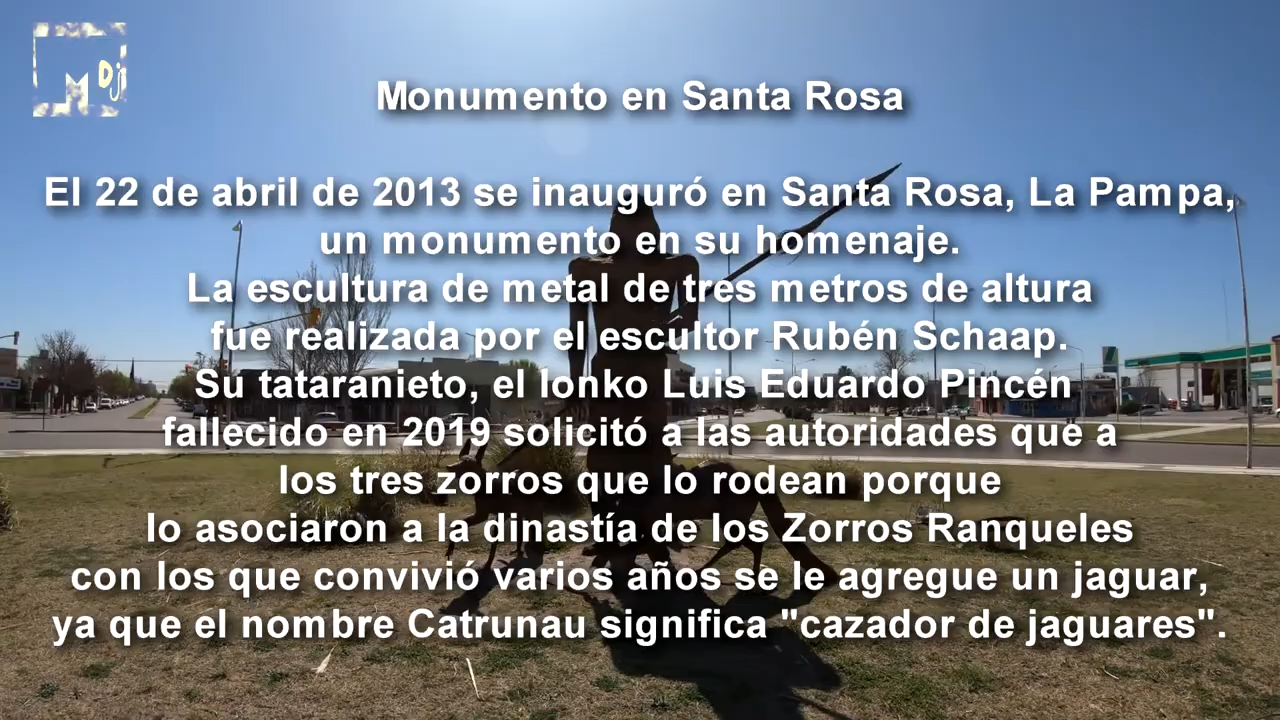 M DJ
Monumento en Santa Rosa
El 22 de abril de 2013 se inauguró en Santa Rosa, La Pampa,
un monumento en su homenaje.
La escultura de metal de tres metros de altura
fue realizada por el escultor Rubén Schaap.
Su tataranieto, el lonko Luis Eduardo Pincén
fallecido en 2019 solicitó a las autoridades que a
los tres zorros que lo rodean porque
lo asociaron a la dinastía de los Zorros Ranqueles
con los que convivió varios años se le agregue un jaguar,
ya que el nombre Catrunau significa "cazador de jaguares".